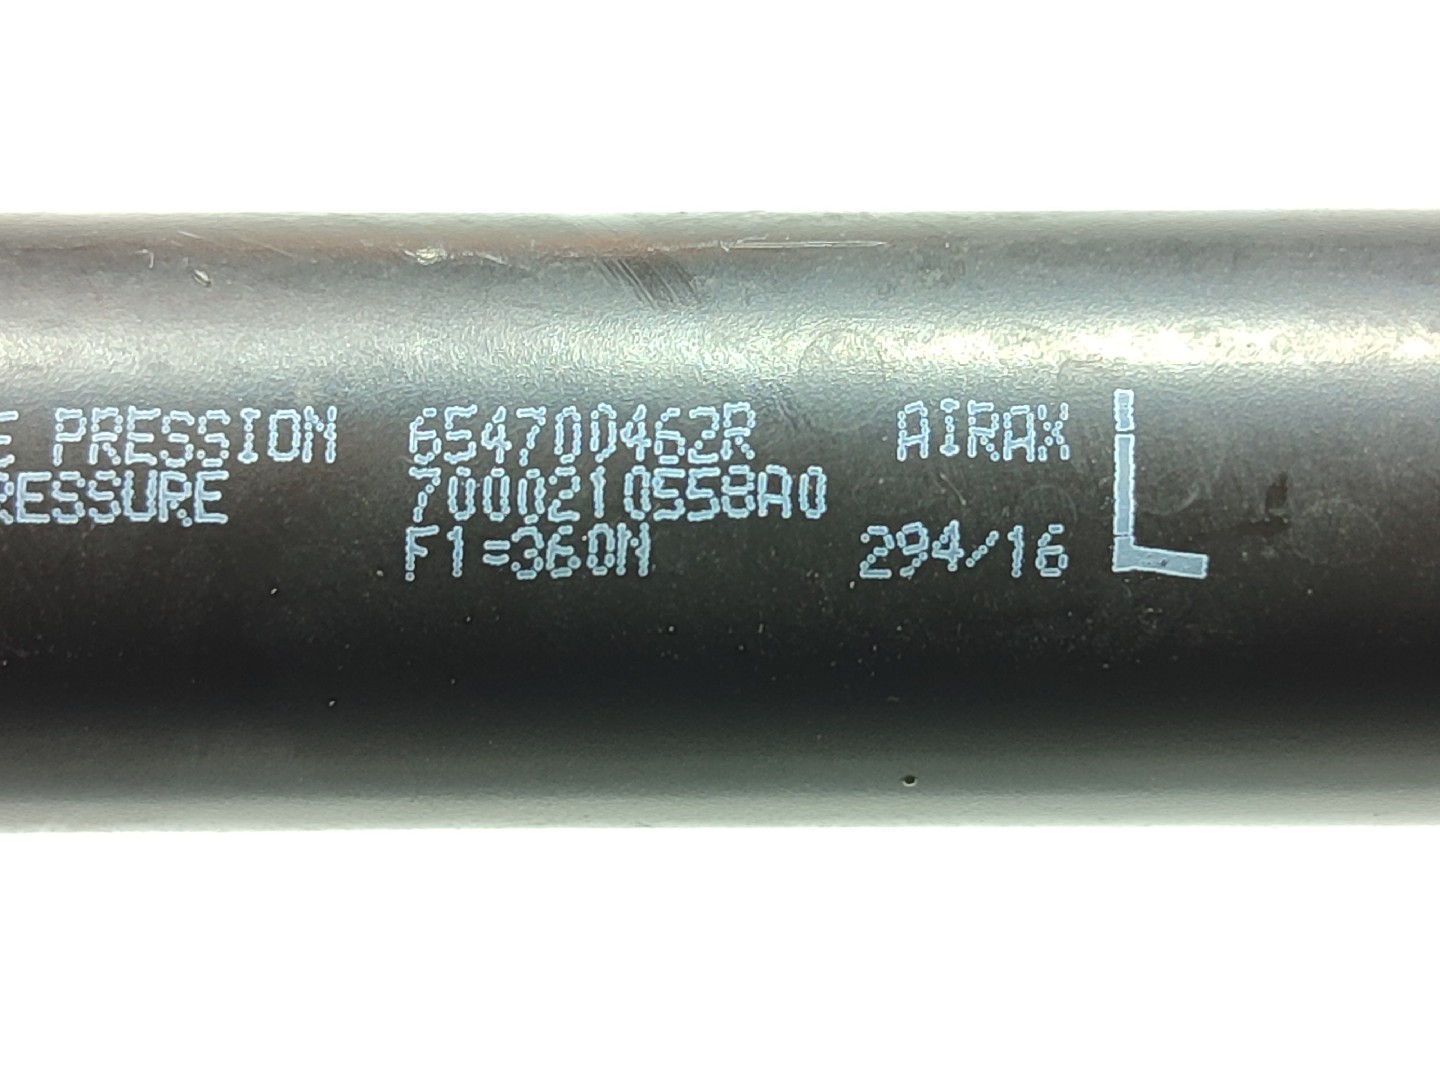 E PRESSION 654700462R AIRAX L
RESSURE 7000210558A0
F1=360N 294/16